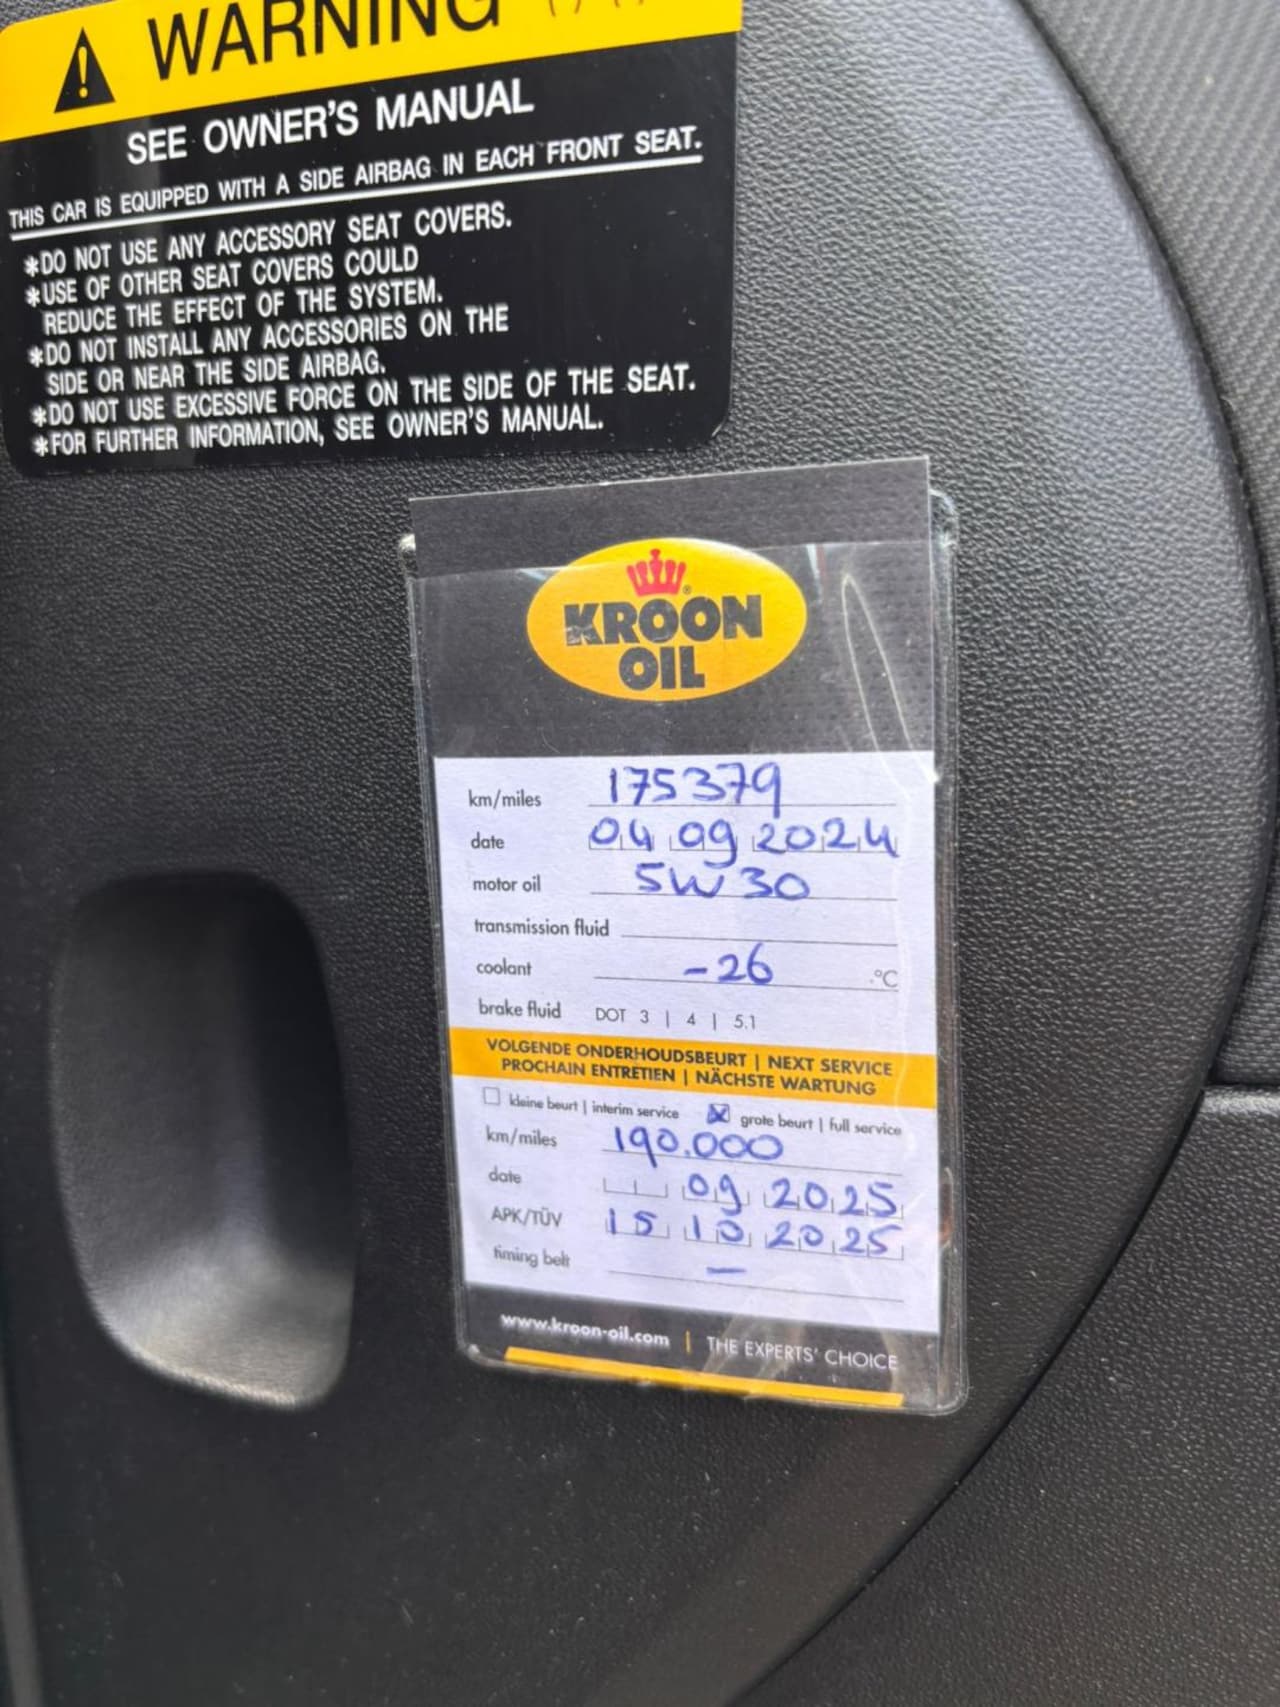 WARNING
SEE OWNER'S MANUAL
THIS CAR IS EQUIPPED WITH A SIDE AIRBAG IN EACH FRONT SEAT.
*DO NOT USE ANY ACCESSORY SEAT COVERS.
*USE OF OTHER SEAT COVERS COULD
REDUCE THE EFFECT OF THE SYSTEM.
*DO NOT INSTALL ANY ACCESSORIES ON THE
SIDE OR NEAR THE SIDE AIRBAG.
*DO NOT USE EXCESSIVE FORCE ON THE SIDE OF THE SEAT.
*FOR FURTHER INFORMATION, SEE OWNER'S MANUAL.
KROON
OIL
km/miles 175379
date 04 09 2024
motor oil 5W30
transmission fluid
coolant -26 °C
brake fluid DOT 3 | 4 | 5.1
VOLGENDE ONDERHOUDSBEURT | NEXT SERVICE
PROCHAIN ENTRETIEN | NÄCHSTE WARTUNG
kleine beurt | interim service grote beurt | full service
km/miles 190.000
date 09 2025
APK/TÜV 15 10 2025
timing belt -
www.kroon-oil.com | THE EXPERTS' CHOICE